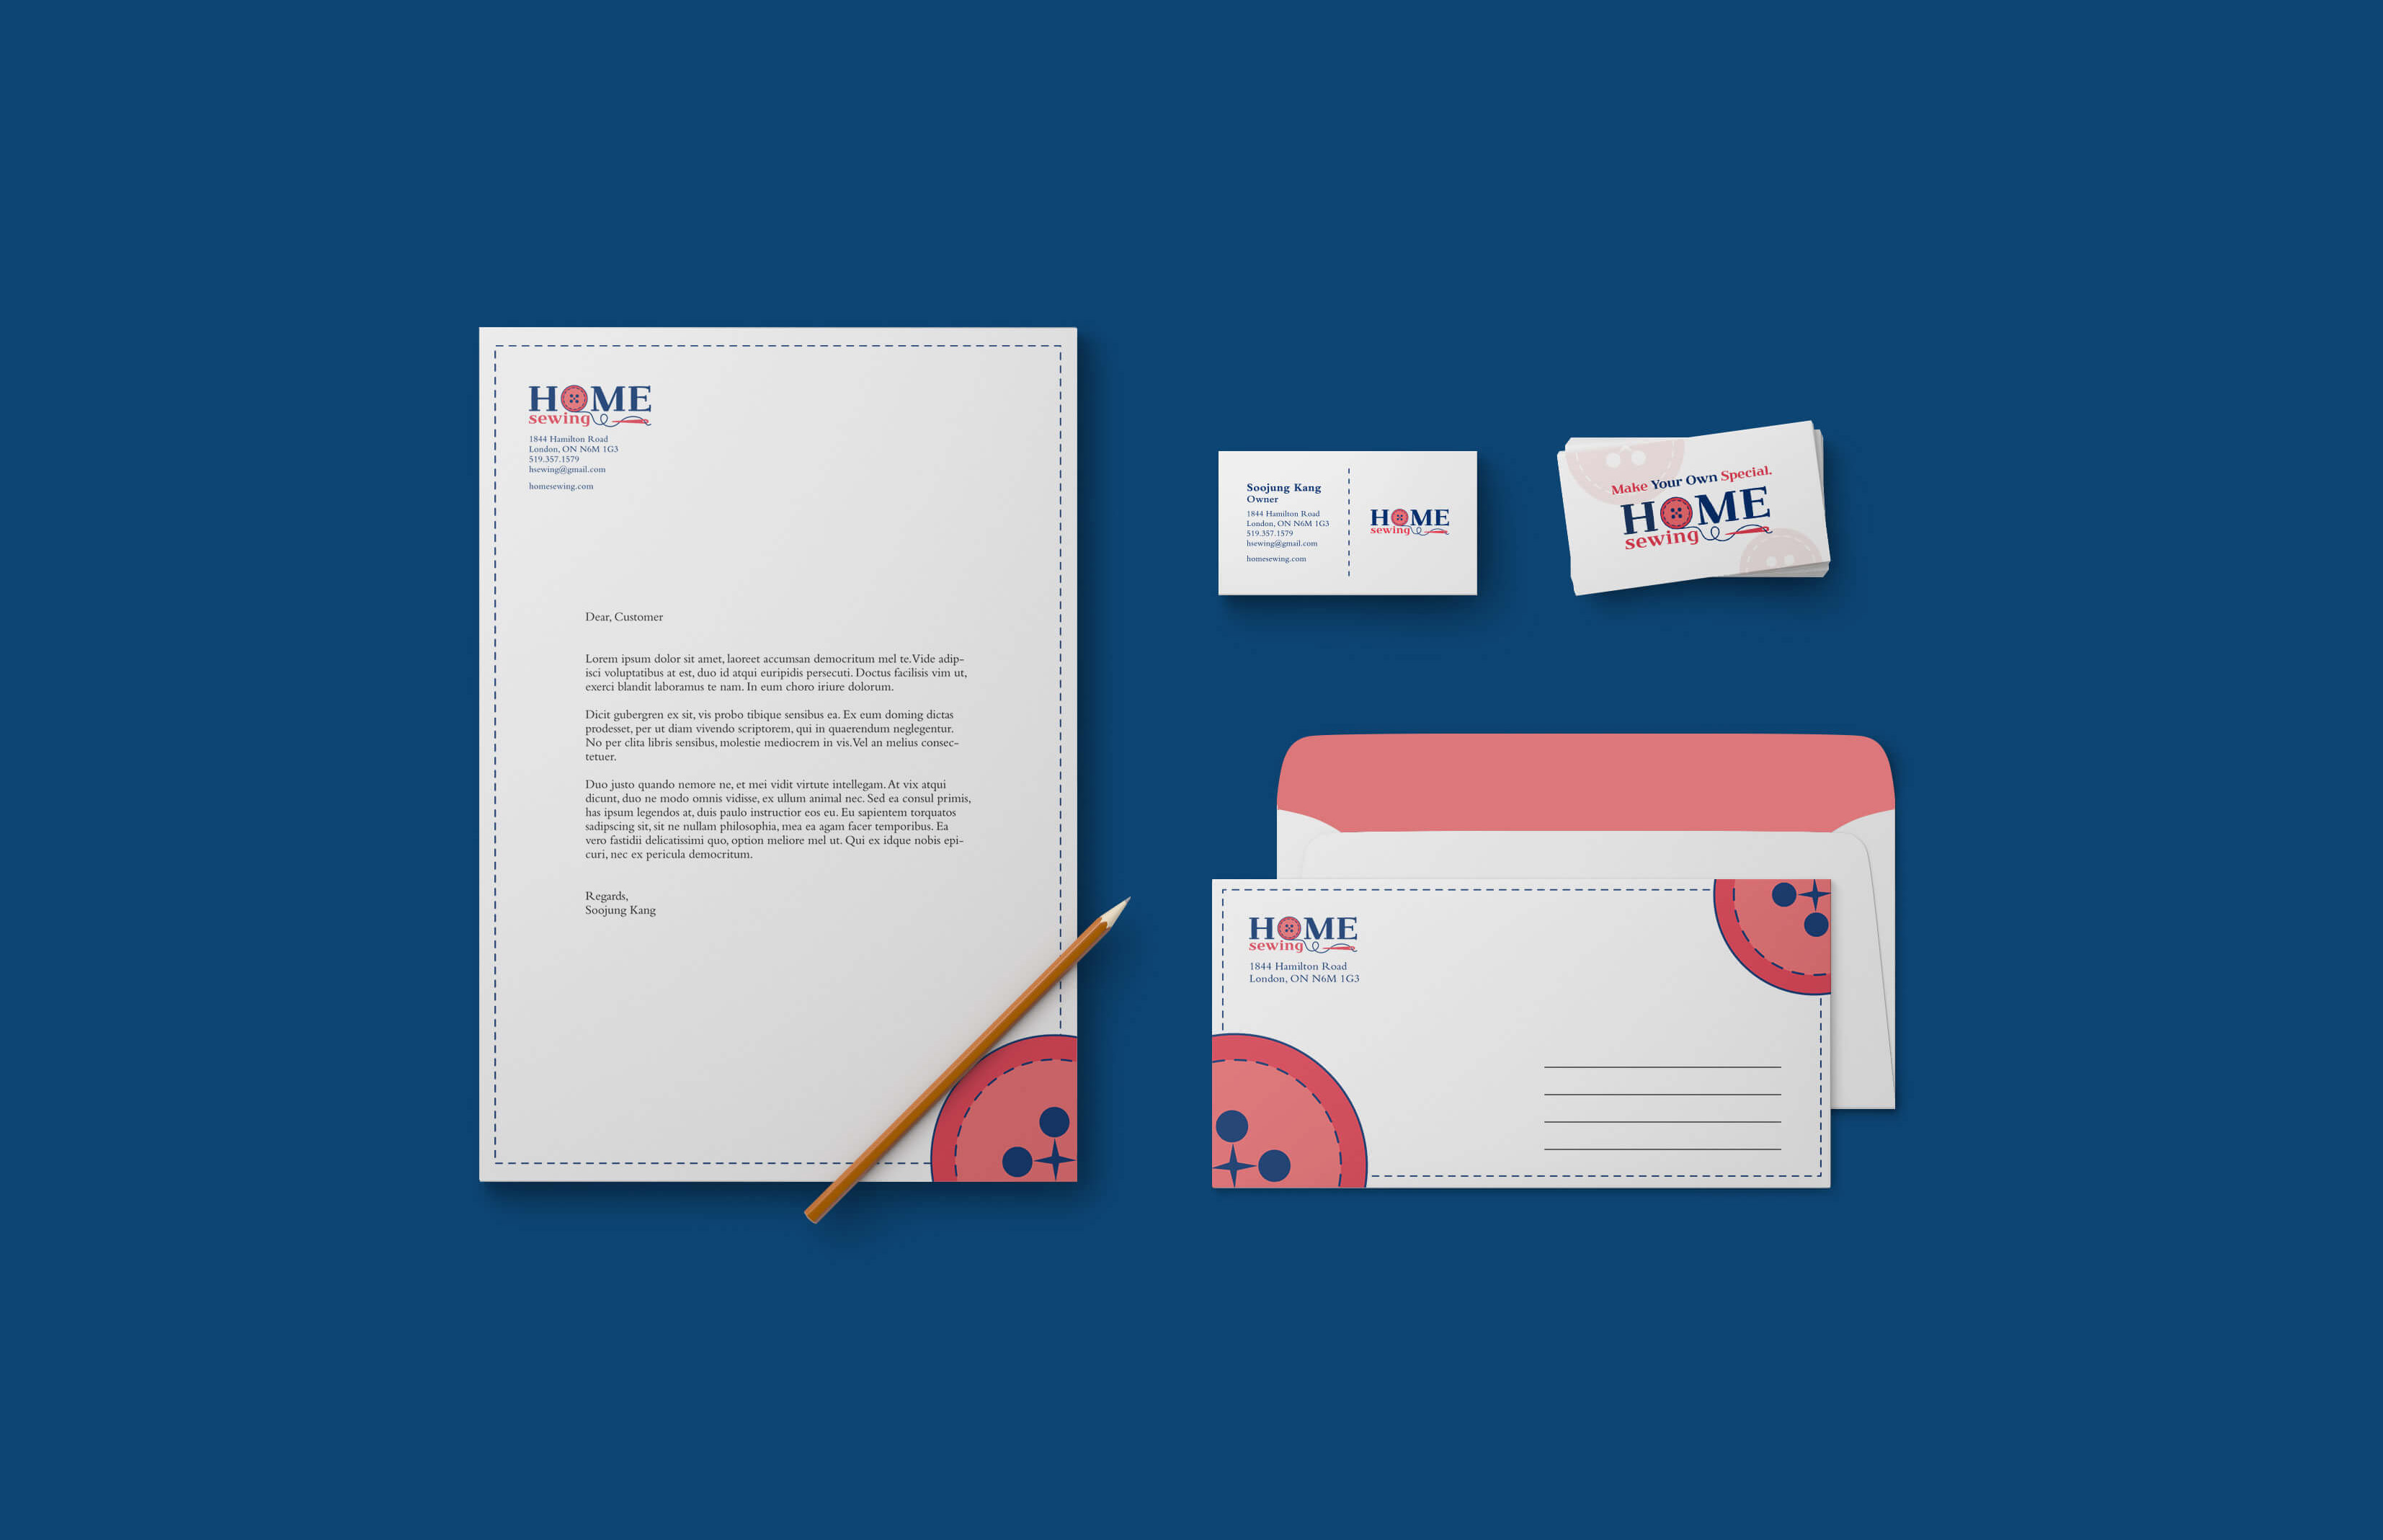 HOME
sewing
1844 Hamilton Road
London, ON N6M 1G3
519.357.1579
hsewing@gmail.com
homesewing.com
Dear, Customer
Lorem ipsum dolor sit amet, laoreet accumsan democritum mel te. Vide adip-
isci voluptatibus at est, duo id atqui euripidis persecuti. Doctus facilisis vim ut,
exerci blandit laboramus te nam. In eum choro iriure dolorum.
Dicit gubergren ex sit, vis probo tibique sensibus ea. Ex eum doming dictas
prodesset, per ut diam vivendo scriptorem, qui in quaerendum neglegentur.
No per clita libris sensibus, molestie mediocrem in vis. Vel an melius consec-
tetuer.
Duo justo quando nemore ne, et mei vidit virtute intellegam. At vix atqui
dicunt, duo ne modo omnis vidisse, ex ullum animal nec. Sed ea consul primis,
has ipsum legendos at, duis paulo instructior eos eu. Eu sapientem torquatos
sadipscing sit, sit ne nullam philosophia, mea ea agam facer temporibus. Ea
vero fastidii delicatissimi quo, option meliore mel ut. Qui ex idque nobis epi-
curi, nec ex pericula democritum.
Regards,
Soojung Kang
Soojung Kang
Owner
1844 Hamilton Road
London, ON N6M 1G3
519.357.1579
hsewing@gmail.com
homesewing.com
HOME
sewing
Make Your Own Special.
HOME
sewing
HOME
sewing
1844 Hamilton Road
London, ON N6M 1G3